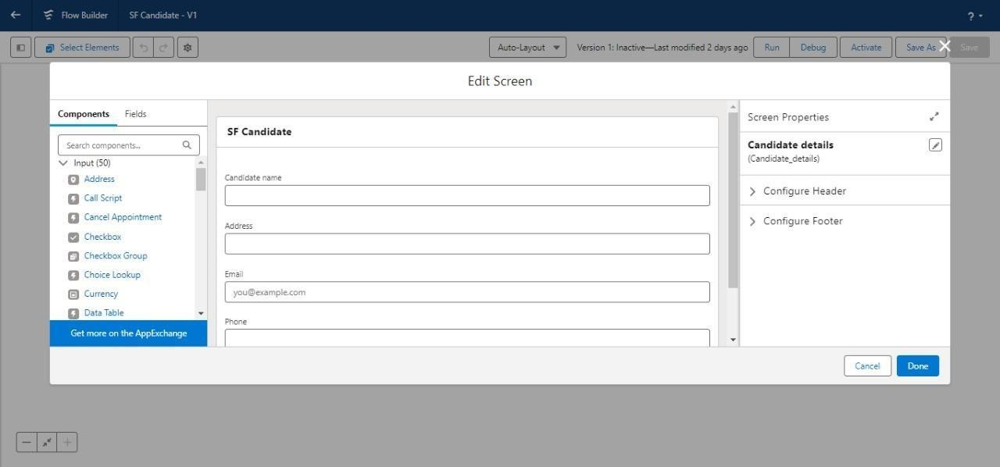 Flow Builder
SF Candidate - V1
?
Select Elements
Auto-Layout
Version 1: Inactive—Last modified 2 days ago
Run
Debug
Activate
Save As
Save
Edit Screen
Components
Fields
Search components...
Input (50)
Address
Call Script
Cancel Appointment
Checkbox
Checkbox Group
Choice Lookup
Currency
Data Table
Get more on the AppExchange
SF Candidate
Candidate name
Address
Email
you@example.com
Phone
Screen Properties
Candidate details
(Candidate_details)
Configure Header
Configure Footer
Cancel
Done